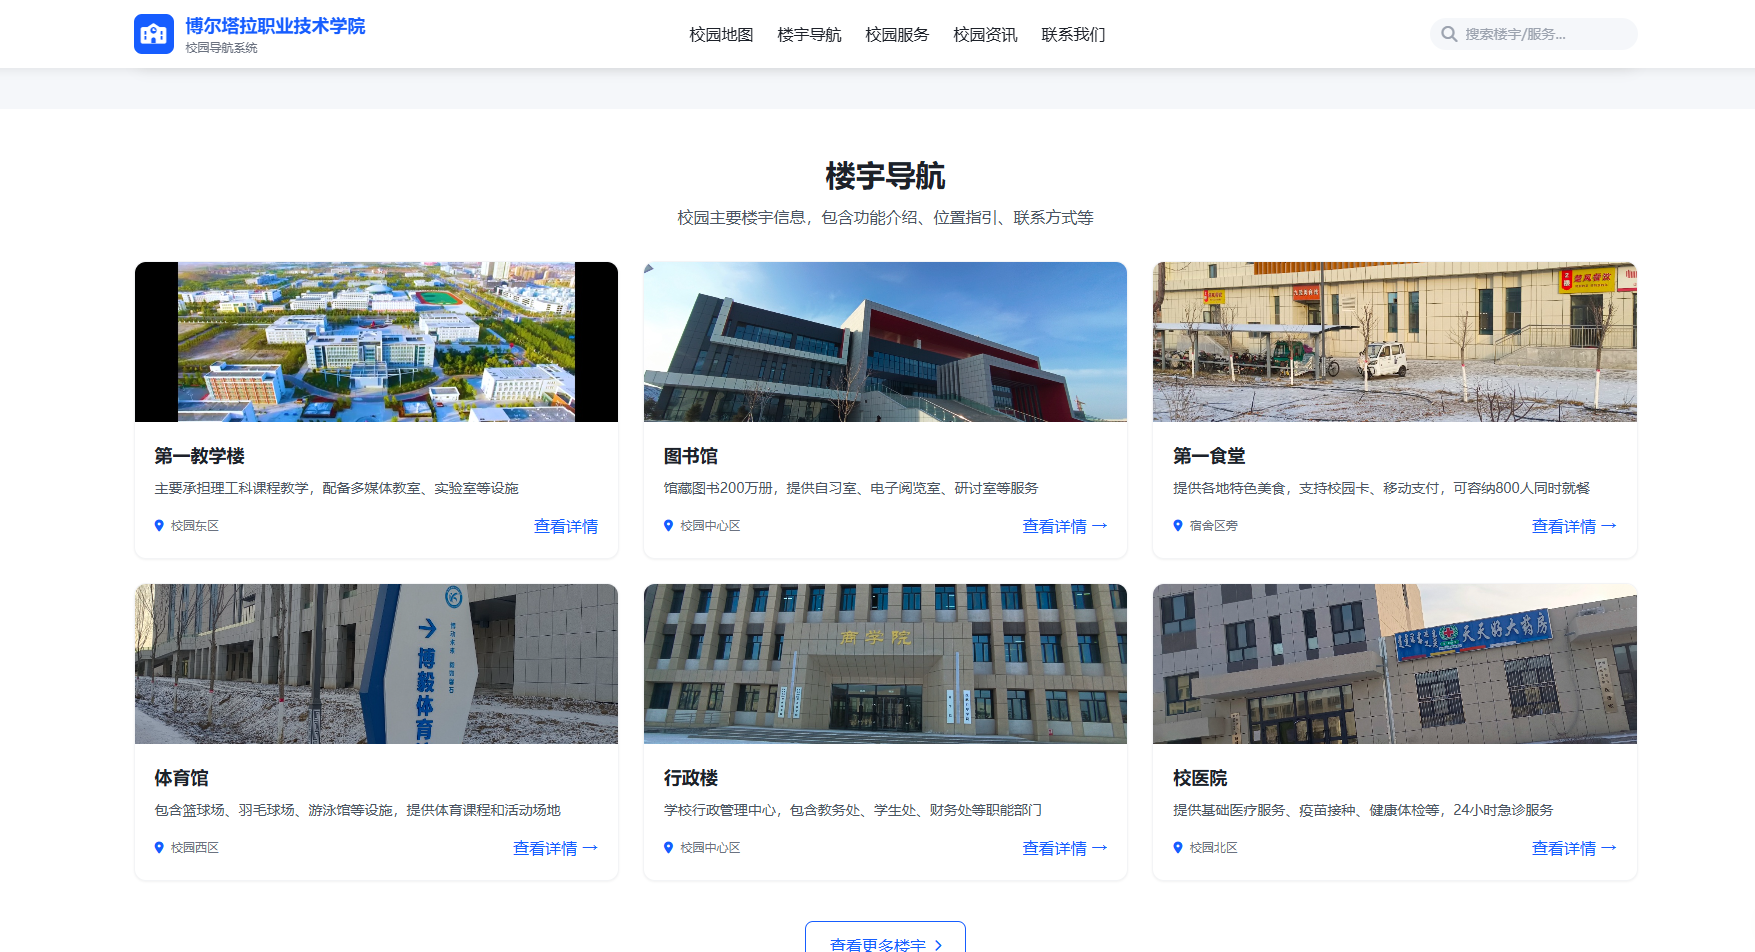 博尔塔拉职业技术学院
校园导航系统
校园地图 楼宇导航 校园服务 校园资讯 联系我们
搜索楼宇/服务...
楼宇导航
校园主要楼宇信息，包含功能介绍、位置指引、联系方式等
第一教学楼
主要承担理工科课程教学，配备多媒体教室、实验室等设施
校园东区
查看详情
图书馆
馆藏图书200万册，提供自习室、电子阅览室、研讨室等服务
校园中心区
查看详情 →
第一食堂
提供各地特色美食，支持校园卡、移动支付，可容纳800人同时就餐
宿舍区旁
查看详情 →
博毅体育
体育馆
包含篮球场、羽毛球场、游泳馆等设施，提供体育课程和活动场地
校园西区
查看详情 →
商学院
行政楼
学校行政管理中心，包含教务处、学生处、财务处等职能部门
校园中心区
查看详情 →
天天好大药房
校医院
提供基础医疗服务、疫苗接种、健康体检等，24小时急诊服务
校园北区
查看详情 →
查看更多楼宇